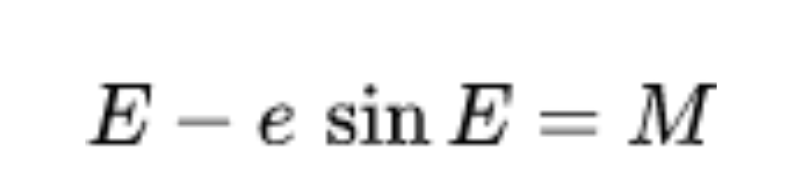 E − e sin E = M